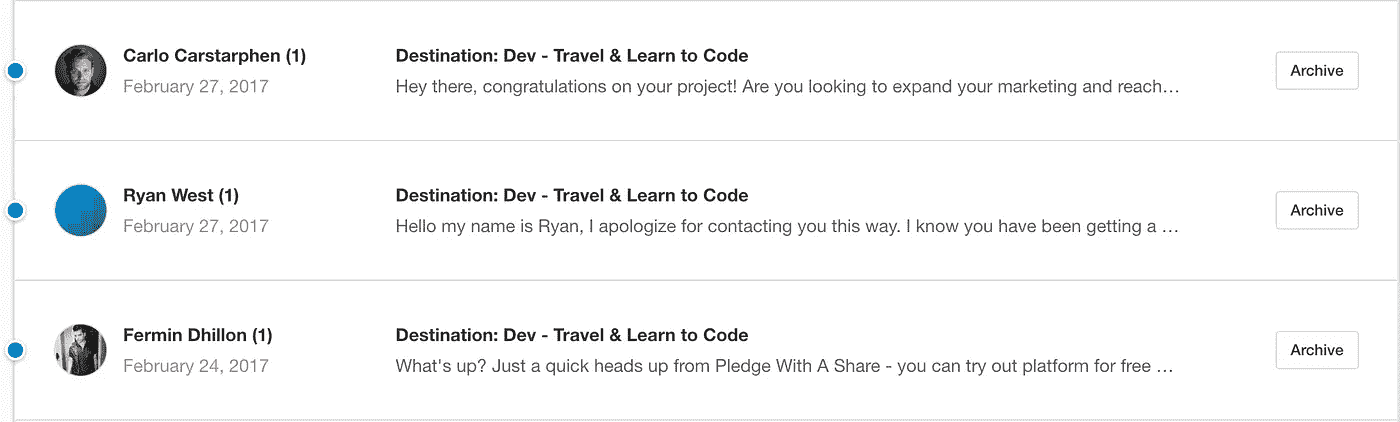 Carlo Carstarphen (1)
Destination: Dev - Travel & Learn to Code
February 27, 2017
Hey there, congratulations on your project! Are you looking to expand your marketing and reach…
Archive
Ryan West (1)
Destination: Dev - Travel & Learn to Code
February 27, 2017
Hello my name is Ryan, I apologize for contacting you this way. I know you have been getting a …
Archive
Fermin Dhillon (1)
Destination: Dev - Travel & Learn to Code
February 24, 2017
What's up? Just a quick heads up from Pledge With A Share - you can try out platform for free …
Archive